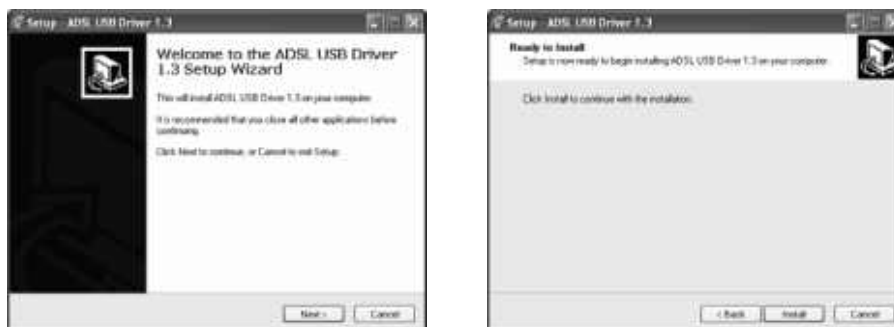 Setup - ADSL USB Driver 1.3
Welcome to the ADSL USB Driver
1.3 Setup Wizard
This will install ADSL USB Driver 1.3 on your computer.
It is recommended that you close all other applications before
continuing.
Click Next to continue, or Cancel to exit Setup.
Next >
Cancel
Setup - ADSL USB Driver 1.3
Ready to Install
Setup is now ready to begin installing ADSL USB Driver 1.3 on your computer.
Click Install to continue with the installation.
< Back
Install
Cancel